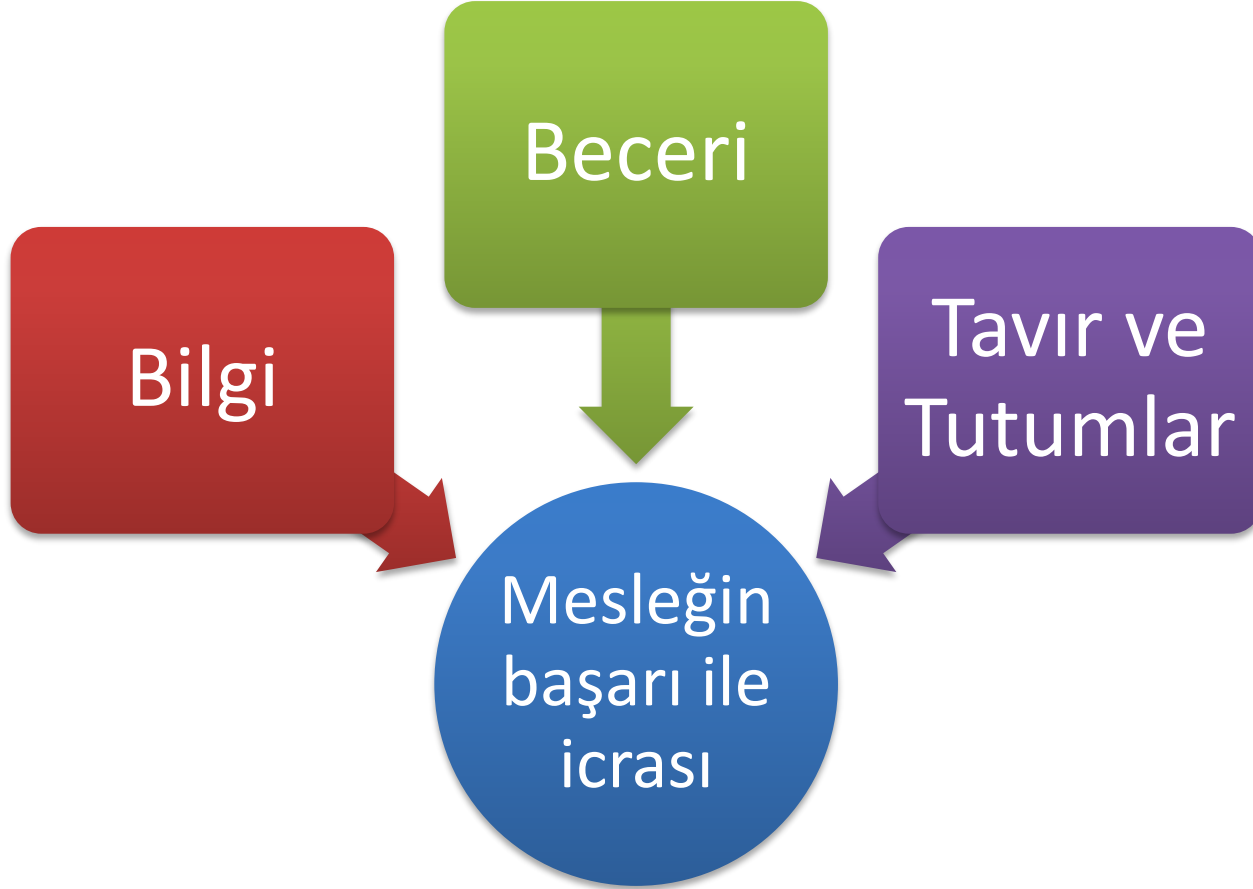 Beceri
Bilgi
Tavır ve
Tutumlar
Mesleğin
başarı ile
icrası